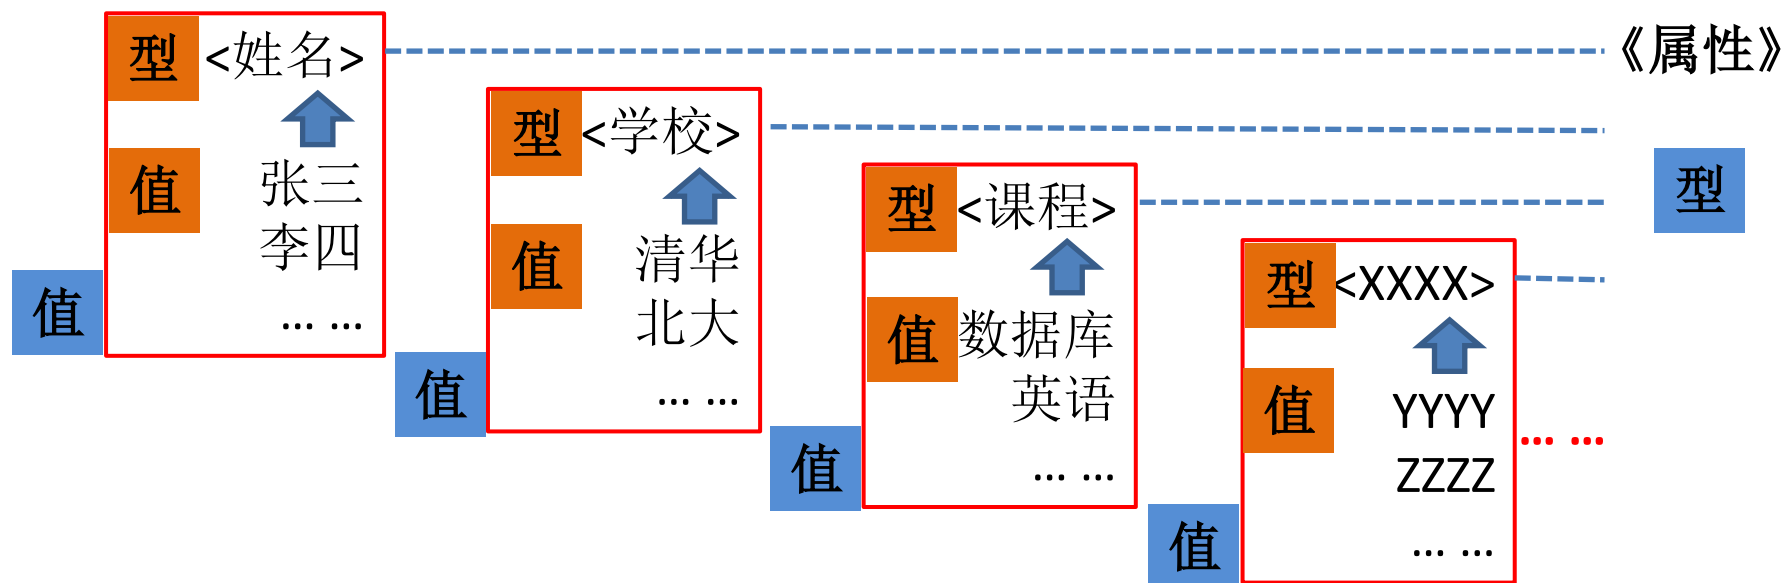 型 <姓名>
值 张三
李四
... ...
值
型 <学校>
值 清华
北大
... ...
值
型 <课程>
值 数据库
英语
... ...
值
型 <XXXX>
值 YYYY
ZZZZ
... ...
值
... ...
《属性》
型